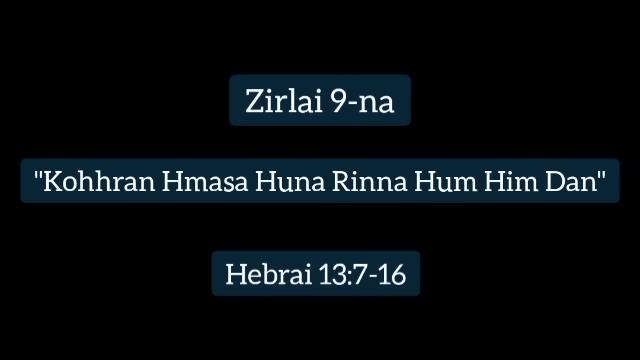 Zirlai 9-na
"Kohhran Hmasa Huna Rinna Hum Him Dan"
Hebrai 13:7-16